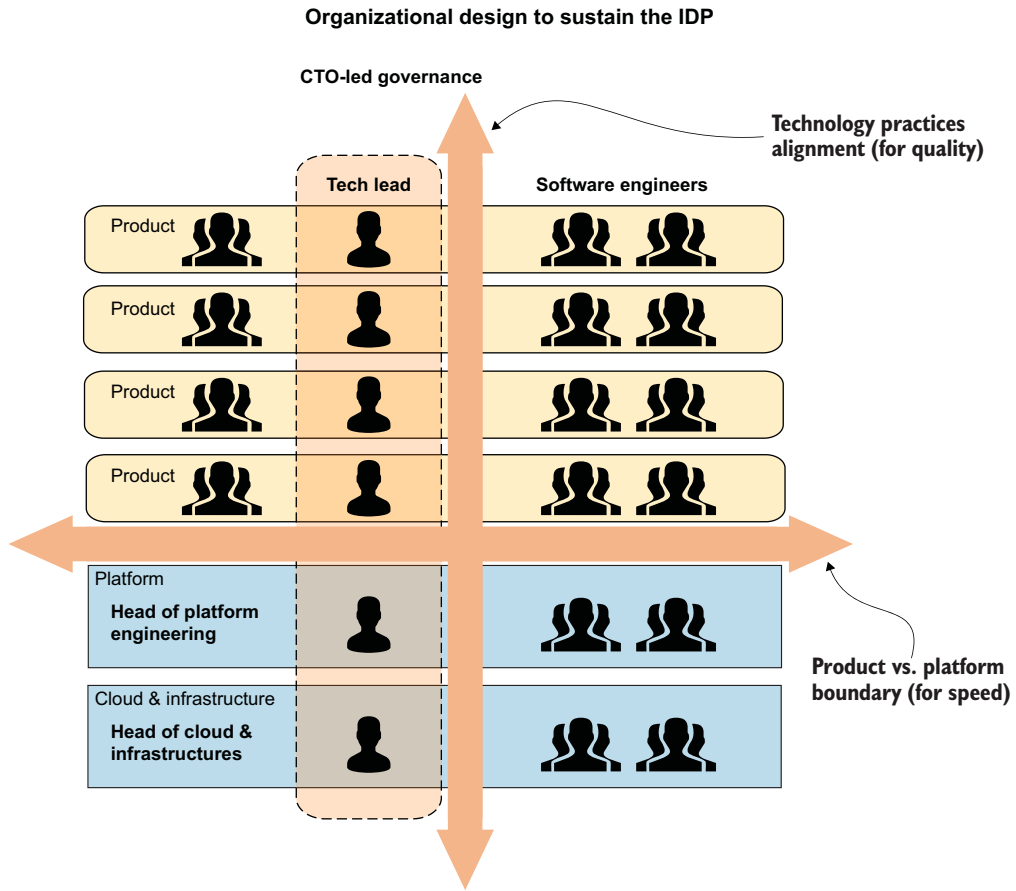 Organizational design to sustain the IDP
CTO-led governance
Technology practices
alignment (for quality)
Tech lead
Software engineers
Product
Product
Product
Product
Platform
Head of platform
engineering
Product vs. platform
boundary (for speed)
Cloud & infrastructure
Head of cloud &
infrastructures